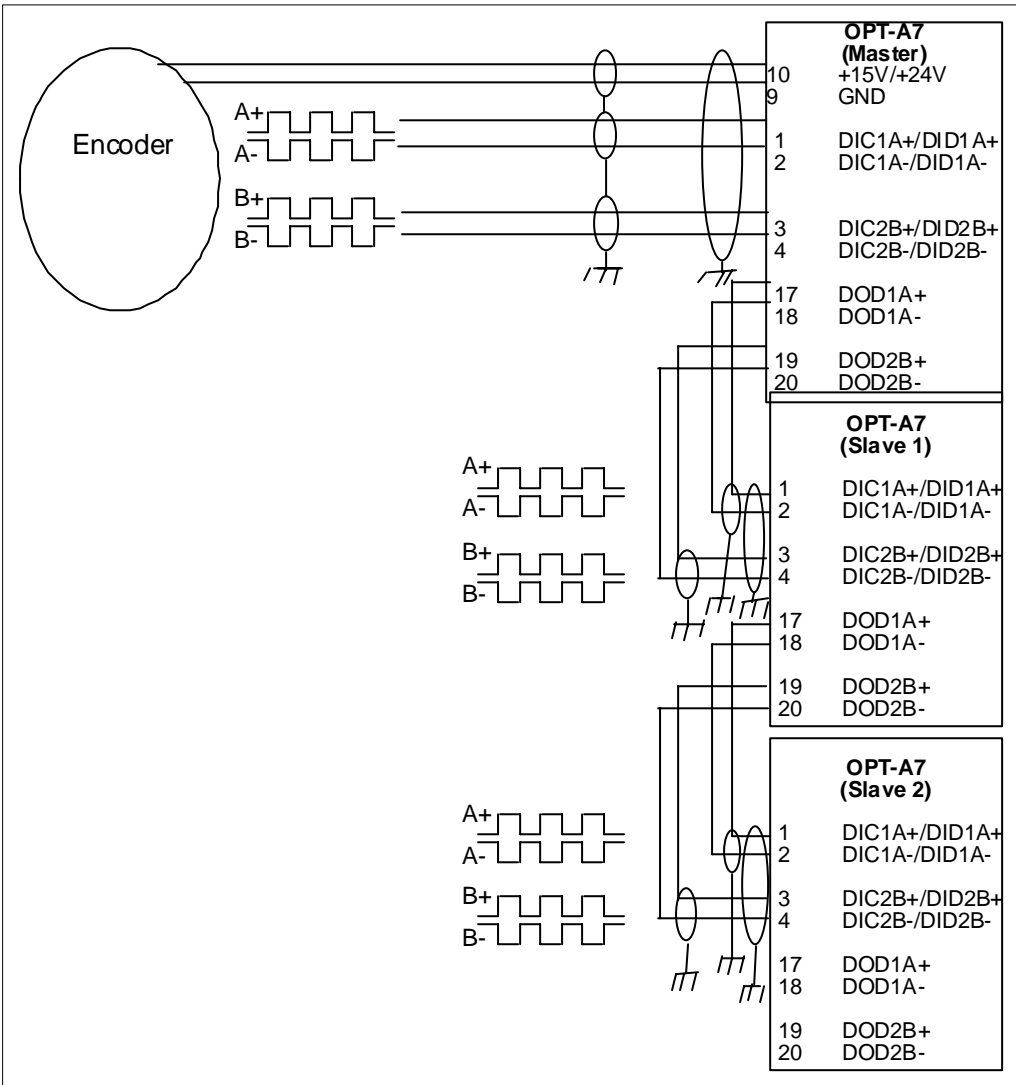 OPT-A7
(Master)
10 +15V/+24V
9 GND
Encoder
A+
A-
1 DIC1A+/DID1A+
2 DIC1A-/DID1A-
B+
B-
3 DIC2B+/DID2B+
4 DIC2B-/DID2B-
17 DOD1A+
18 DOD1A-
19 DOD2B+
20 DOD2B-
OPT-A7
(Slave 1)
A+
A-
1 DIC1A+/DID1A+
2 DIC1A-/DID1A-
B+
B-
3 DIC2B+/DID2B+
4 DIC2B-/DID2B-
17 DOD1A+
18 DOD1A-
19 DOD2B+
20 DOD2B-
OPT-A7
(Slave 2)
A+
A-
1 DIC1A+/DID1A+
2 DIC1A-/DID1A-
B+
B-
3 DIC2B+/DID2B+
4 DIC2B-/DID2B-
17 DOD1A+
18 DOD1A-
19 DOD2B+
20 DOD2B-